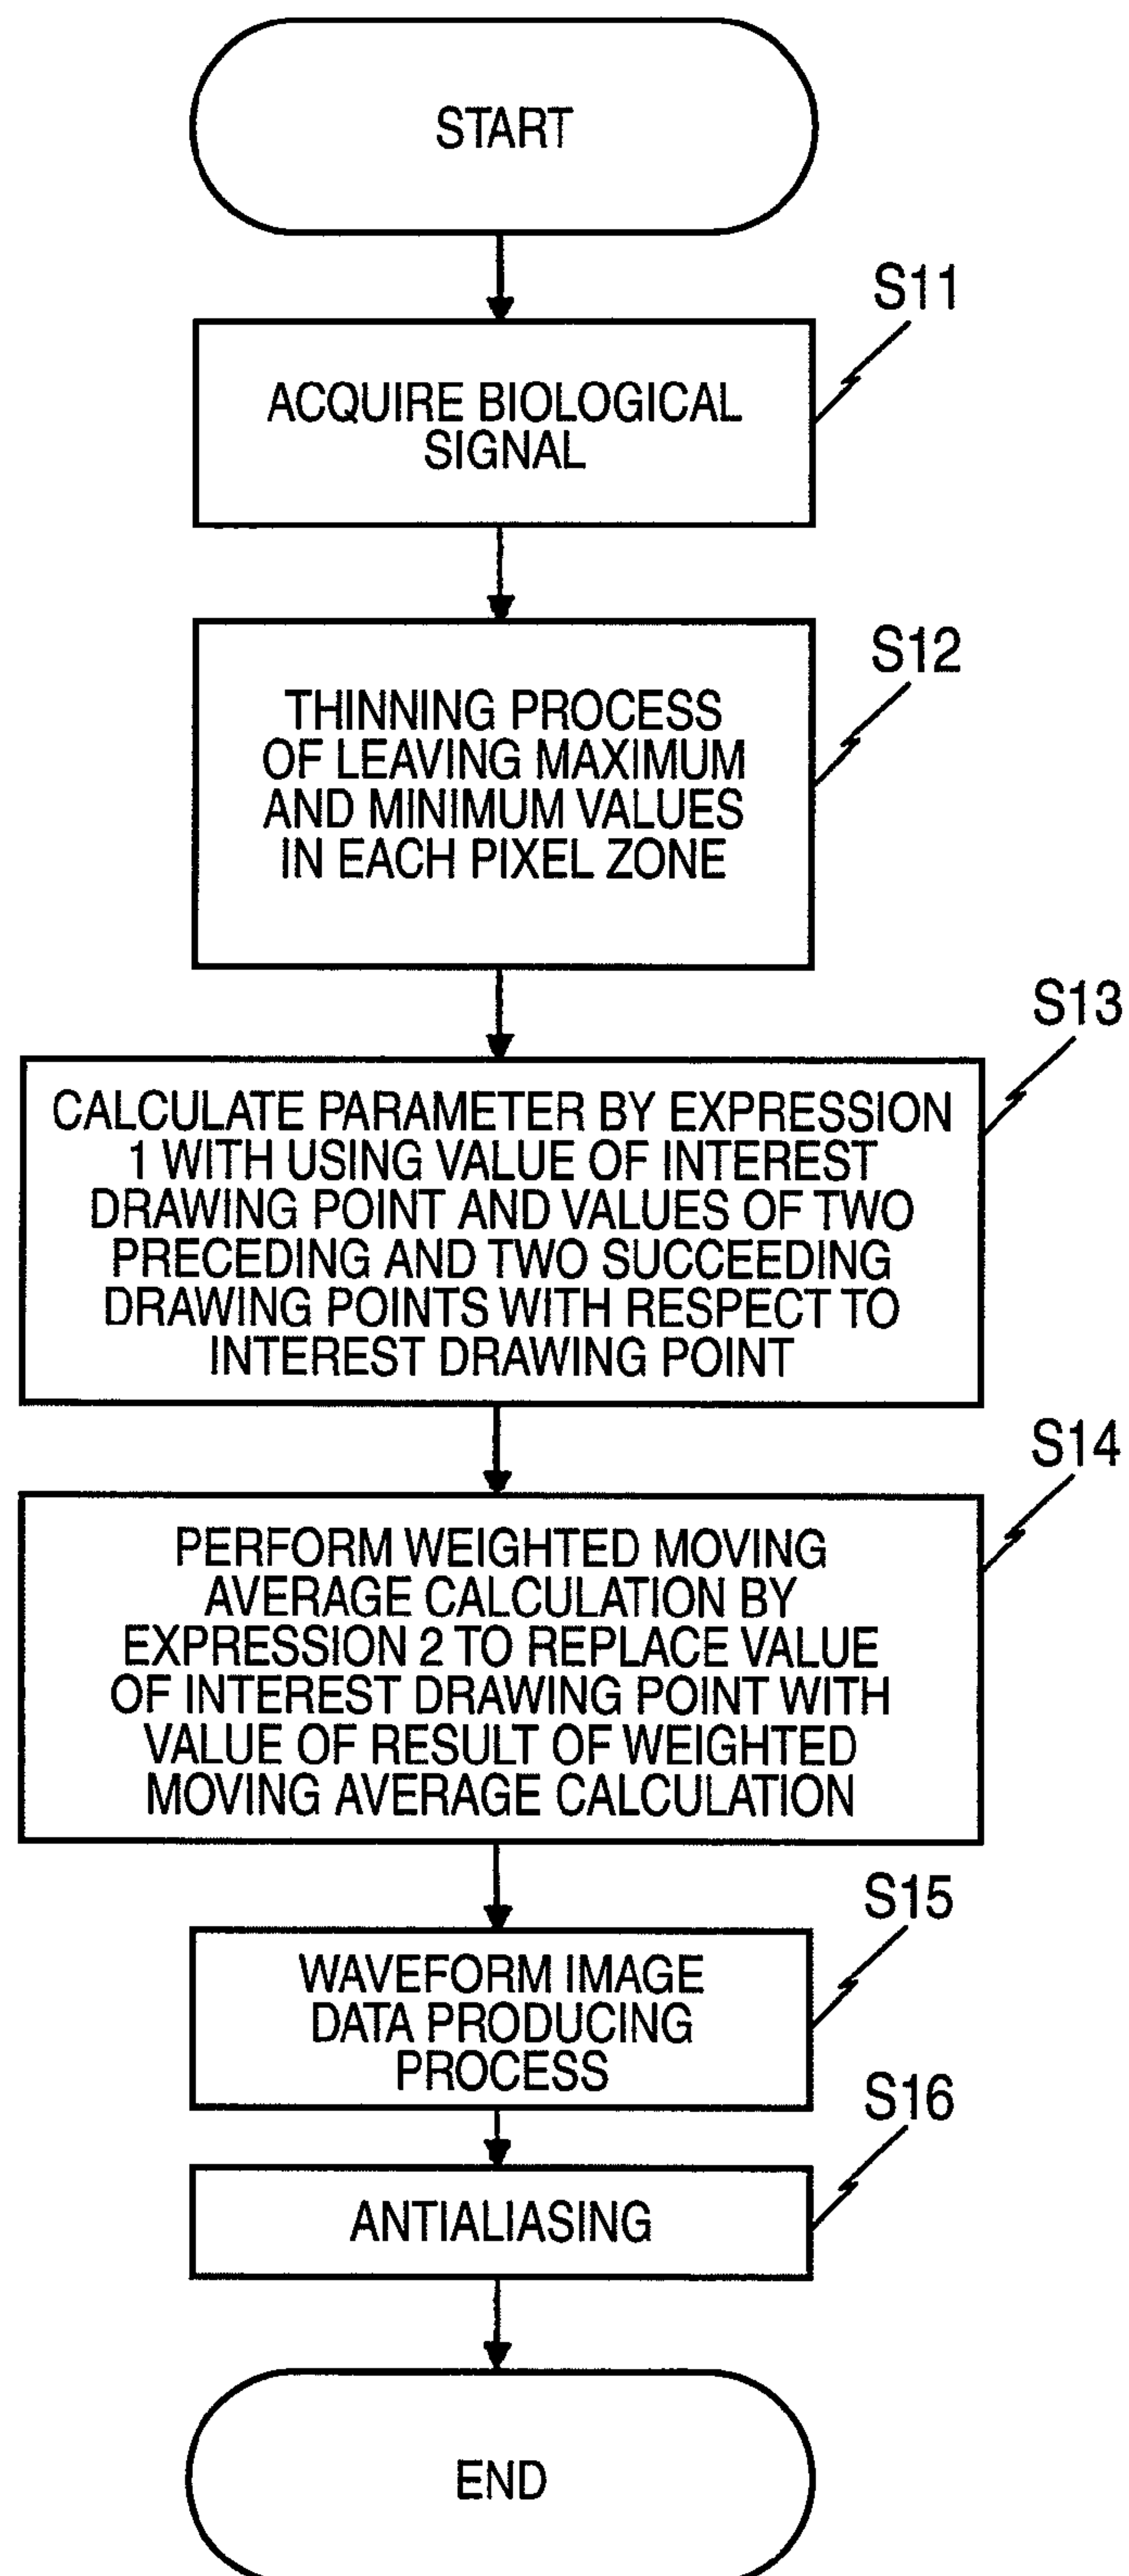 START
S11
ACQUIRE BIOLOGICAL
SIGNAL
S12
THINNING PROCESS
OF LEAVING MAXIMUM
AND MINIMUM VALUES
IN EACH PIXEL ZONE
S13
CALCULATE PARAMETER BY EXPRESSION
1 WITH USING VALUE OF INTEREST
DRAWING POINT AND VALUES OF TWO
PRECEDING AND TWO SUCCEEDING
DRAWING POINTS WITH RESPECT TO
INTEREST DRAWING POINT
S14
PERFORM WEIGHTED MOVING
AVERAGE CALCULATION BY
EXPRESSION 2 TO REPLACE VALUE
OF INTEREST DRAWING POINT WITH
VALUE OF RESULT OF WEIGHTED
MOVING AVERAGE CALCULATION
S15
WAVEFORM IMAGE
DATA PRODUCING
PROCESS
S16
ANTIALIASING
END